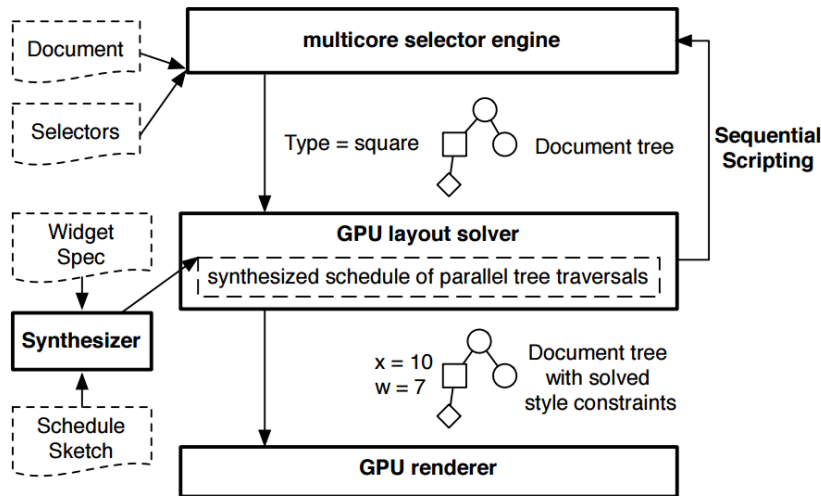 multicore selector engine
Document
Selectors
Type = square
Document tree
Sequential
Scripting
Widget
Spec
GPU layout solver
synthesized schedule of parallel tree traversals
Synthesizer
x = 10
w = 7
Document tree
with solved
style constraints
Schedule
Sketch
GPU renderer